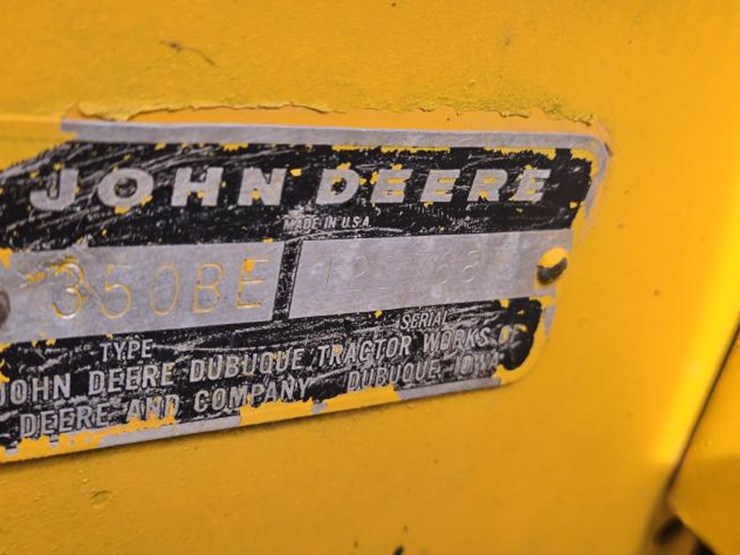 JOHN DEERE
MADE IN U.S.A
350BE
TYPE SERIAL
JOHN DEERE DUBUQUE TRACTOR WORKS OF
DEERE AND COMPANY DUBUQUE, IOWA